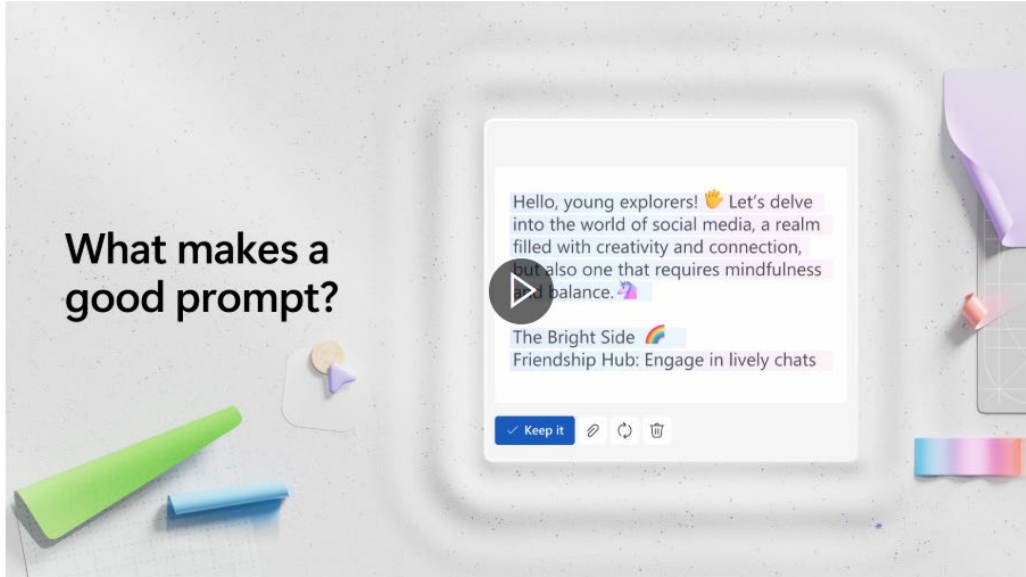 What makes a
good prompt?
Hello, young explorers! 🖐 Let's delve
into the world of social media, a realm
filled with creativity and connection,
but also one that requires mindfulness
and balance. 🦄
The Bright Side 🌈
Friendship Hub: Engage in lively chats
Keep it